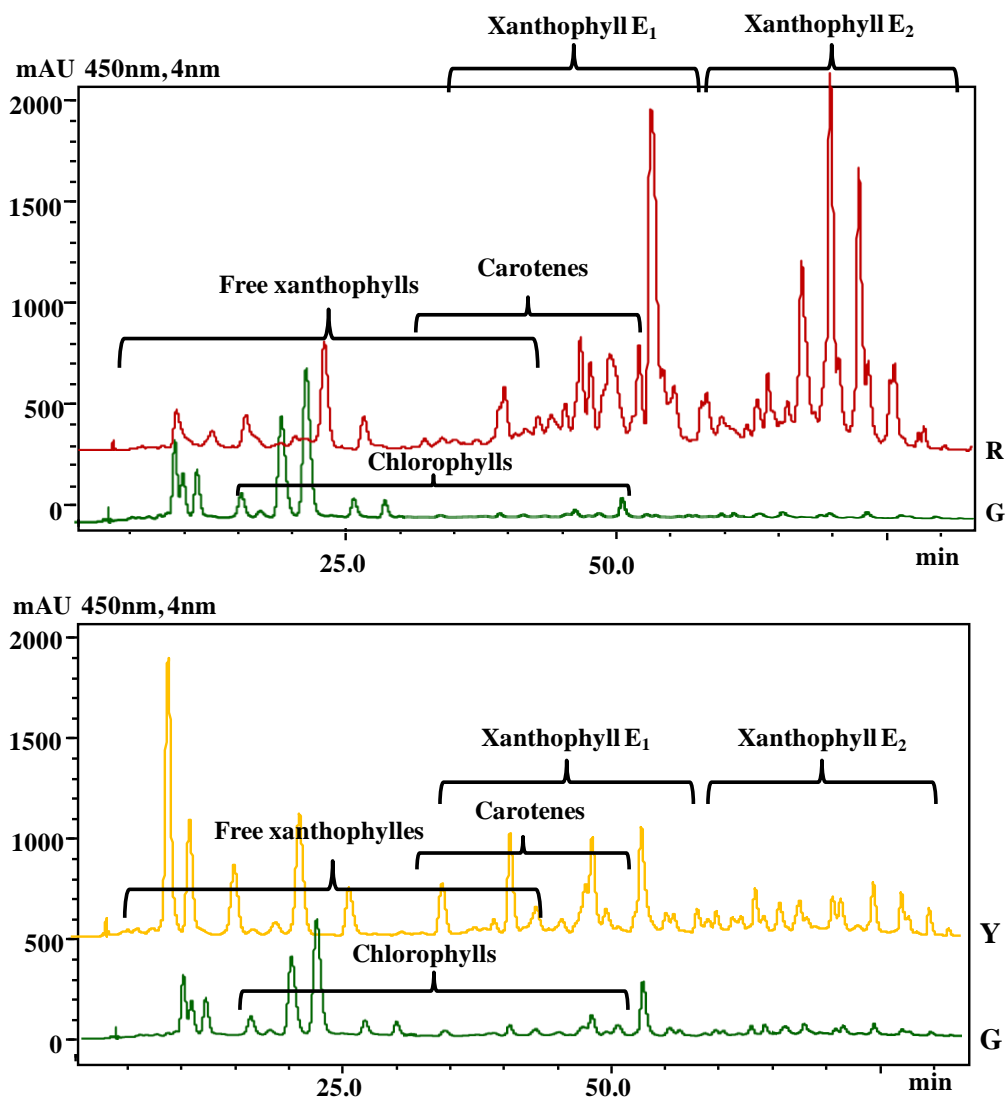 Xanthophyll E1 Xanthophyll E2
mAU 450nm, 4nm
2000
1500
Carotenes
Free xanthophylls
1000
500
Chlorophylls
R
0
G
25.0 50.0 min
mAU 450nm, 4nm
2000
1500
Xanthophyll E1 Xanthophyll E2
Carotenes
Free xanthophylles
1000
500
Y
Chlorophylls
0
G
25.0 50.0 min